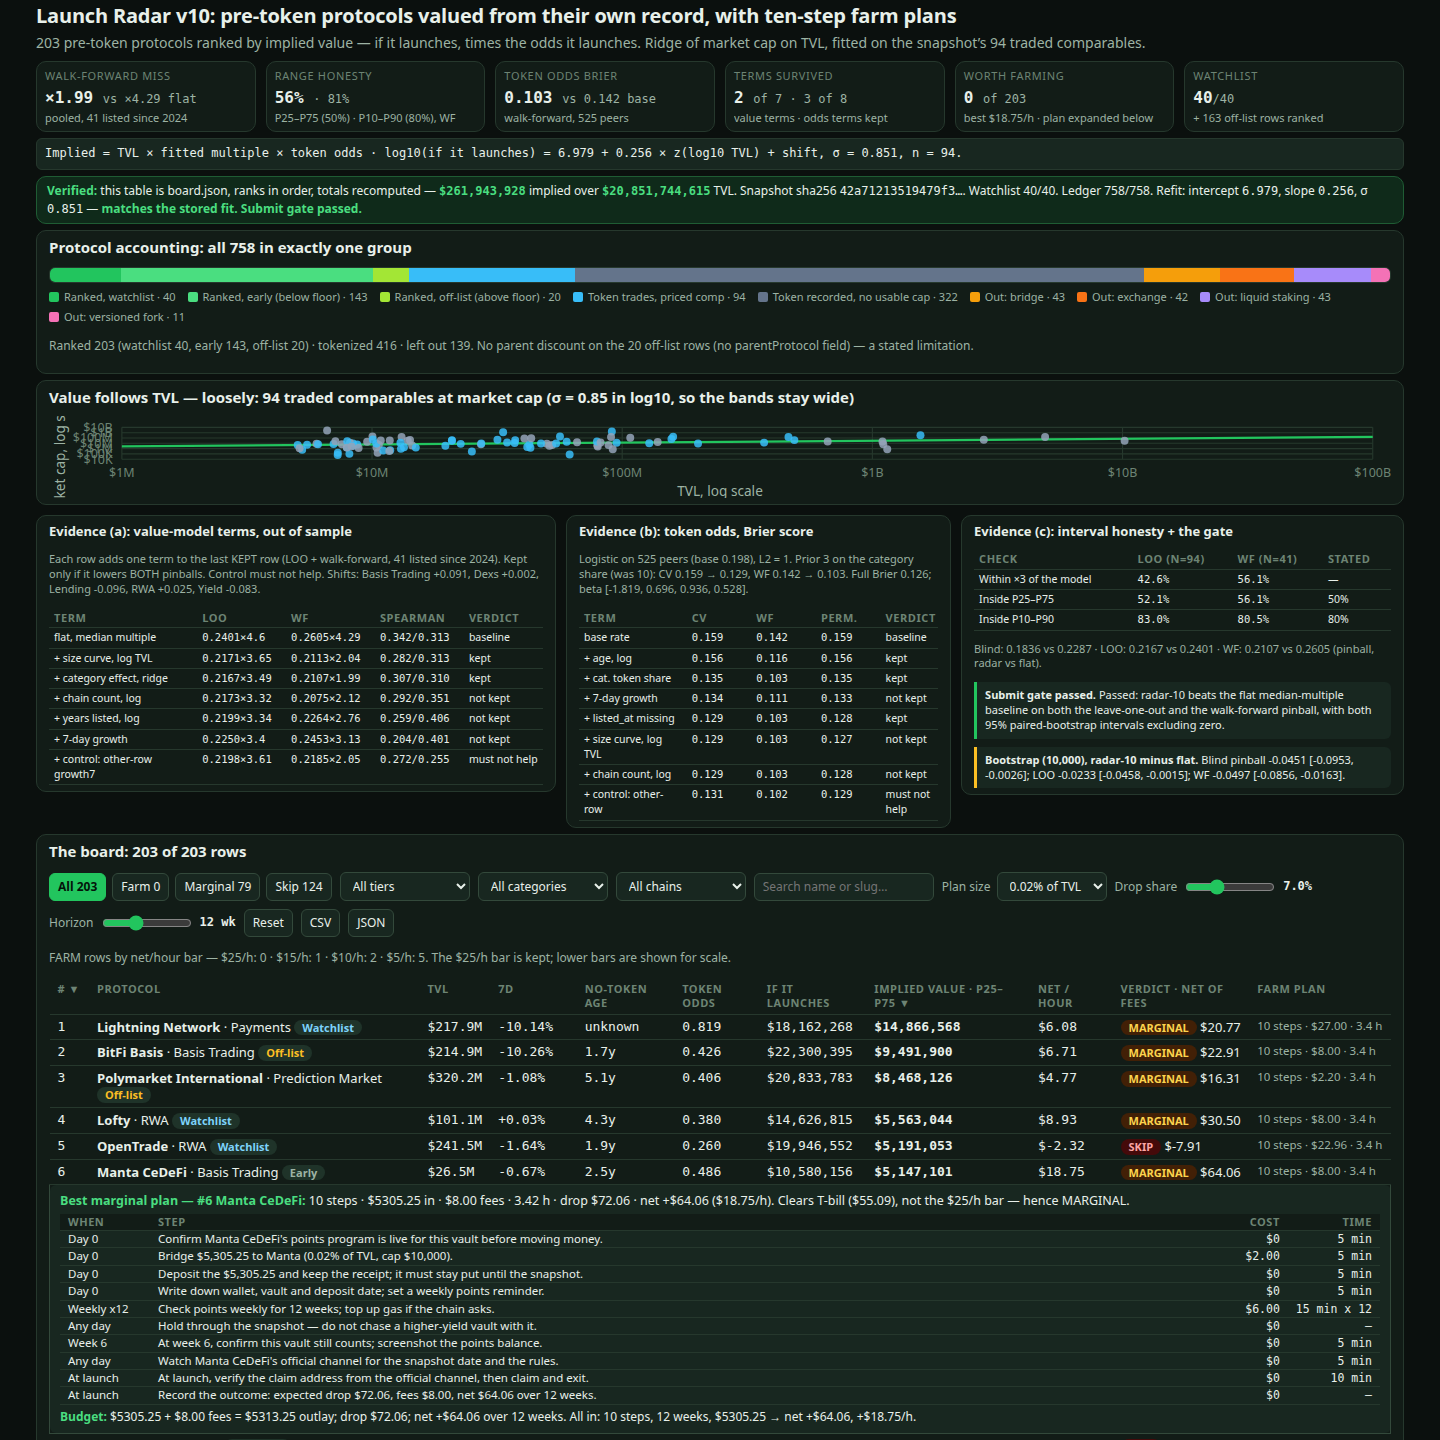 Launch Radar v10: pre-token protocols valued from their own record, with ten-step farm plans
203 pre-token protocols ranked by implied value — if it launches, times the odds it launches. Ridge of market cap on TVL, fitted on the snapshot's 94 traded comparables.
WALK-FORWARD MISS
×1.99 vs ×4.29 flat
pooled, 41 listed since 2024
RANGE HONESTY
56% · 81%
P25–P75 (50%) · P10–P90 (80%), WF
TOKEN ODDS BRIER
0.103 vs 0.142 base
walk-forward, 525 peers
TERMS SURVIVED
2 of 7 · 3 of 8
value terms · odds terms kept
WORTH FARMING
0 of 203
best $18.75/h · plan expanded below
WATCHLIST
40/40
+ 163 off-list rows ranked
Implied = TVL × fitted multiple × token odds · log10(if it launches) = 6.979 + 0.256 × z(log10 TVL) + shift, σ = 0.851, n = 94.
Verified: this table is board.json, ranks in order, totals recomputed — $261,943,928 implied over $20,851,744,615 TVL. Snapshot sha256 42a71213519479f3…. Watchlist 40/40. Ledger 758/758. Refit: intercept 6.979, slope 0.256, σ
0.851 — matches the stored fit. Submit gate passed.
Protocol accounting: all 758 in exactly one group
Ranked, watchlist · 40 Ranked, early (below floor) · 143 Ranked, off-list (above floor) · 20 Token trades, priced comp · 94 Token recorded, no usable cap · 322 Out: bridge · 43 Out: exchange · 42 Out: liquid staking · 43
Out: versioned fork · 11
Ranked 203 (watchlist 40, early 143, off-list 20) · tokenized 416 · left out 139. No parent discount on the 20 off-list rows (no parentProtocol field) — a stated limitation.
Value follows TVL — loosely: 94 traded comparables at market cap (σ = 0.85 in log10, so the bands stay wide)
ket cap, log s
$10B
$10K
$1M $10M $100M $1B $10B $100B
TVL, log scale
Evidence (a): value-model terms, out of sample
Each row adds one term to the last KEPT row (LOO + walk-forward, 41 listed since 2024). Kept
only if it lowers BOTH pinballs. Control must not help. Shifts: Basis Trading +0.091, Dexs +0.002,
Lending -0.096, RWA +0.025, Yield -0.083.
TERM LOO WF SPEARMAN VERDICT
flat, median multiple 0.2401×4.6 0.2605×4.29 0.342/0.313 baseline
+ size curve, log TVL 0.2171×3.65 0.2113×2.04 0.282/0.313 kept
+ category effect, ridge 0.2167×3.49 0.2107×1.99 0.307/0.310 kept
+ chain count, log 0.2173×3.32 0.2075×2.12 0.292/0.351 not kept
+ years listed, log 0.2199×3.34 0.2264×2.76 0.259/0.406 not kept
+ 7-day growth 0.2250×3.4 0.2453×3.13 0.204/0.401 not kept
+ control: other-row
growth7 0.2198×3.61 0.2185×2.05 0.272/0.255 must not help
Evidence (b): token odds, Brier score
Logistic on 525 peers (base 0.198), L2 = 1. Prior 3 on the category
share (was 10): CV 0.159 → 0.129, WF 0.142 → 0.103. Full Brier 0.126;
beta [-1.819, 0.696, 0.936, 0.528].
TERM CV WF PERM. VERDICT
base rate 0.159 0.142 0.159 baseline
+ age, log 0.156 0.116 0.156 kept
+ cat. token share 0.135 0.103 0.135 kept
+ 7-day growth 0.134 0.111 0.133 not kept
+ listed_at missing 0.129 0.103 0.128 kept
+ size curve, log
TVL 0.129 0.103 0.127 not kept
+ chain count, log 0.129 0.103 0.128 not kept
+ control: other-
row 0.131 0.102 0.129 must not
help
Evidence (c): interval honesty + the gate
CHECK LOO (N=94) WF (N=41) STATED
Within ×3 of the model 42.6% 56.1% —
Inside P25–P75 52.1% 56.1% 50%
Inside P10–P90 83.0% 80.5% 80%
Blind: 0.1836 vs 0.2287 · LOO: 0.2167 vs 0.2401 · WF: 0.2107 vs 0.2605 (pinball,
radar vs flat).
Submit gate passed. Passed: radar-10 beats the flat median-multiple
baseline on both the leave-one-out and the walk-forward pinball, with both
95% paired-bootstrap intervals excluding zero.
Bootstrap (10,000), radar-10 minus flat. Blind pinball -0.0451 [-0.0953,
-0.0026]; LOO -0.0233 [-0.0458, -0.0015]; WF -0.0497 [-0.0856, -0.0163].
The board: 203 of 203 rows
All 203 Farm 0 Marginal 79 Skip 124 All tiers All categories All chains Search name or slug... Plan size 0.02% of TVL Drop share 7.0%
Horizon 12 wk Reset CSV JSON
FARM rows by net/hour bar — $25/h: 0 · $15/h: 1 · $10/h: 2 · $5/h: 5. The $25/h bar is kept; lower bars are shown for scale.
# ▼ PROTOCOL TVL 7D NO-TOKEN AGE TOKEN ODDS IF IT LAUNCHES IMPLIED VALUE · P25–P75 ▼ NET / HOUR VERDICT · NET OF FEES FARM PLAN
1 Lightning Network · Payments Watchlist $217.9M -10.14% unknown 0.819 $18,162,268 $14,866,568 $6.08 MARGINAL $20.77 10 steps · $27.00 · 3.4 h
2 BitFi Basis · Basis Trading Off-list $214.9M -10.26% 1.7y 0.426 $22,300,395 $9,491,900 $6.71 MARGINAL $22.91 10 steps · $8.00 · 3.4 h
3 Polymarket International · Prediction Market Off-list $320.2M -1.08% 5.1y 0.406 $20,833,783 $8,468,126 $4.77 MARGINAL $16.31 10 steps · $2.20 · 3.4 h
4 Lofty · RWA Watchlist $101.1M +0.03% 4.3y 0.380 $14,626,815 $5,563,044 $8.93 MARGINAL $30.50 10 steps · $8.00 · 3.4 h
5 OpenTrade · RWA Watchlist $241.5M -1.64% 1.9y 0.260 $19,946,552 $5,191,053 $-2.32 SKIP $-7.91 10 steps · $22.96 · 3.4 h
6 Manta CeDeFi · Basis Trading Early $26.5M -0.67% 2.5y 0.486 $10,580,156 $5,147,101 $18.75 MARGINAL $64.06 10 steps · $8.00 · 3.4 h
Best marginal plan — #6 Manta CeDeFi: 10 steps · $5305.25 in · $8.00 fees · 3.42 h · drop $72.06 · net +$64.06 ($18.75/h). Clears T-bill ($55.09), not the $25/h bar — hence MARGINAL.
WHEN STEP COST TIME
Day 0 Confirm Manta CeDeFi's points program is live for this vault before moving money. $0 5 min
Day 0 Bridge $5,305.25 to Manta (0.02% of TVL, cap $10,000). $2.00 5 min
Day 0 Deposit the $5,305.25 and keep the receipt; it must stay put until the snapshot. $0 5 min
Day 0 Write down wallet, vault and deposit date; set a weekly points reminder. $0 5 min
Weekly x12 Check points weekly for 12 weeks; top up gas if the chain asks. $6.00 15 min x 12
Any day Hold through the snapshot — do not chase a higher-yield vault with it. $0 —
Week 6 At week 6, confirm this vault still counts; screenshot the points balance. $0 5 min
Any day Watch Manta CeDeFi's official channel for the snapshot date and the rules. $0 5 min
At launch At launch, verify the claim address from the official channel, then claim and exit. $0 10 min
At launch Record the outcome: expected drop $72.06, fees $8.00, net $64.06 over 12 weeks. $0 —
Budget: $5305.25 + $8.00 fees = $5313.25 outlay; drop $72.06; net +$64.06 over 12 weeks. All in: 10 steps, 12 weeks, $5305.25 → net +$64.06, +$18.75/h.